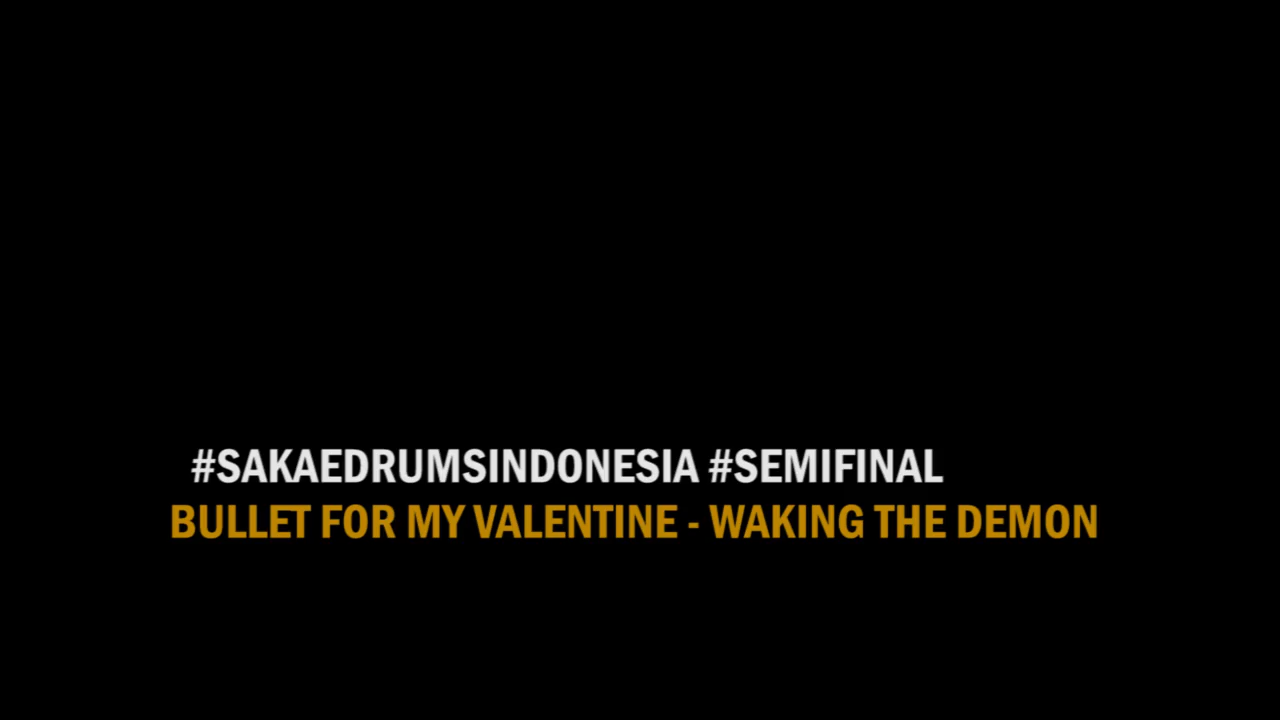 #SAKAEDRUMSINDONESIA #SEMIFINAL
BULLET FOR MY VALENTINE - WAKING THE DEMON